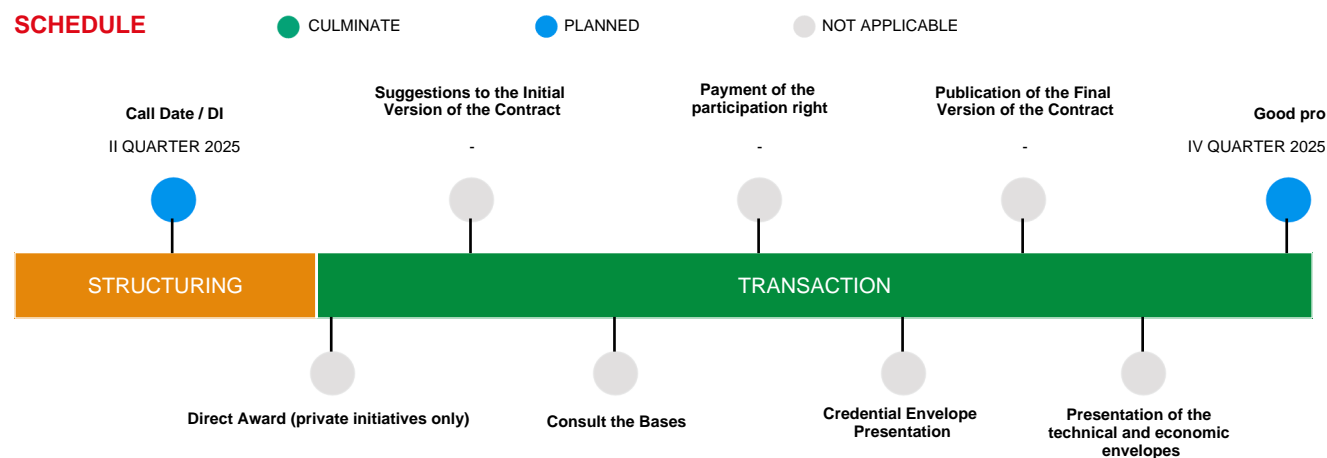 SCHEDULE
CULMINATE
PLANNED
NOT APPLICABLE
Call Date / DI
II QUARTER 2025
Suggestions to the Initial
Version of the Contract
-
Payment of the
participation right
-
Publication of the Final
Version of the Contract
-
Good pro
IV QUARTER 2025
STRUCTURING
TRANSACTION
Direct Award (private initiatives only)
Consult the Bases
Credential Envelope
Presentation
Presentation of the
technical and economic
envelopes